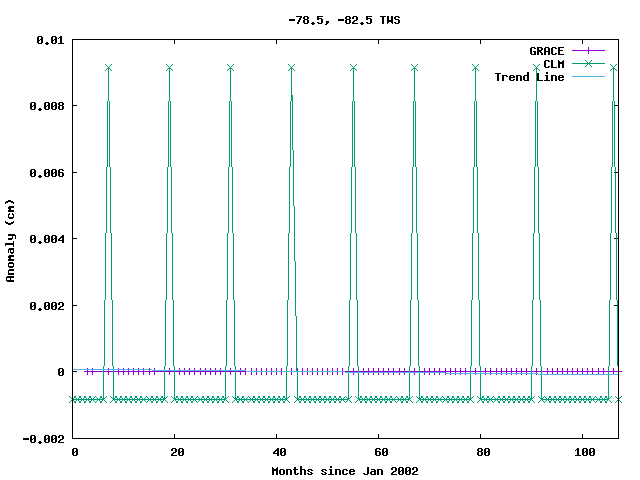 -78.5, -82.5 TWS
0.01
GRACE
CLM
Trend Line
0.008
0.006
0.004
0.002
0
-0.002
Anomaly (cm)
0 20 40 60 80 100
Months since Jan 2002